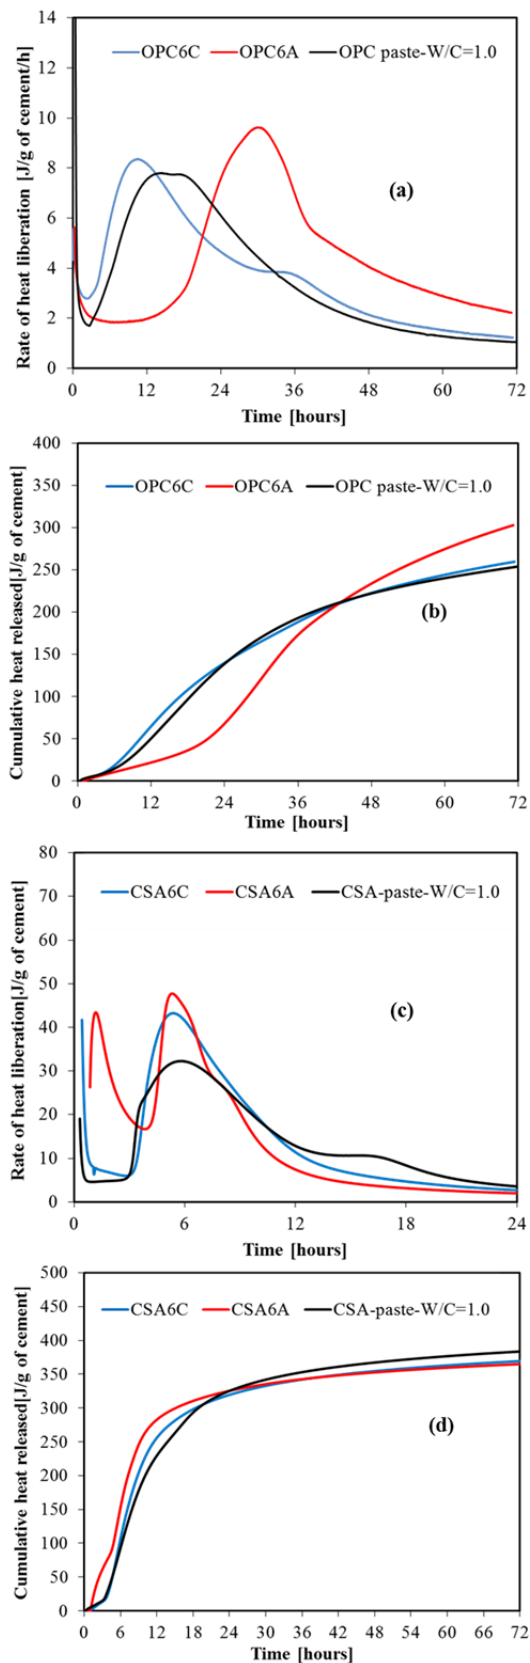 14
12
10
8
6
4
2
0
OPC6C OPC6A OPC paste-W/C=1.0
(a)
Rate of heat liberation [J/g of cement/h]
0 12 24 36 48 60 72
Time [hours]
400
350
300
250
200
150
100
50
0
OPC6C OPC6A OPC paste-W/C=1.0
(b)
Cumulative heat released[J/g of cement]
0 12 24 36 48 60 72
Time [hours]
80
70
60
50
40
30
20
10
0
CSA6C CSA6A CSA-paste-W/C=1.0
(c)
Rate of heat liberation[J/g of cement]
0 6 12 18 24
Time [hours]
500
450
400
350
300
250
200
150
100
50
0
CSA6C CSA6A CSA-paste-W/C=1.0
(d)
Cumulative heat released[J/g of cement]
0 6 12 18 24 30 36 42 48 54 60 66 72
Time [hours]